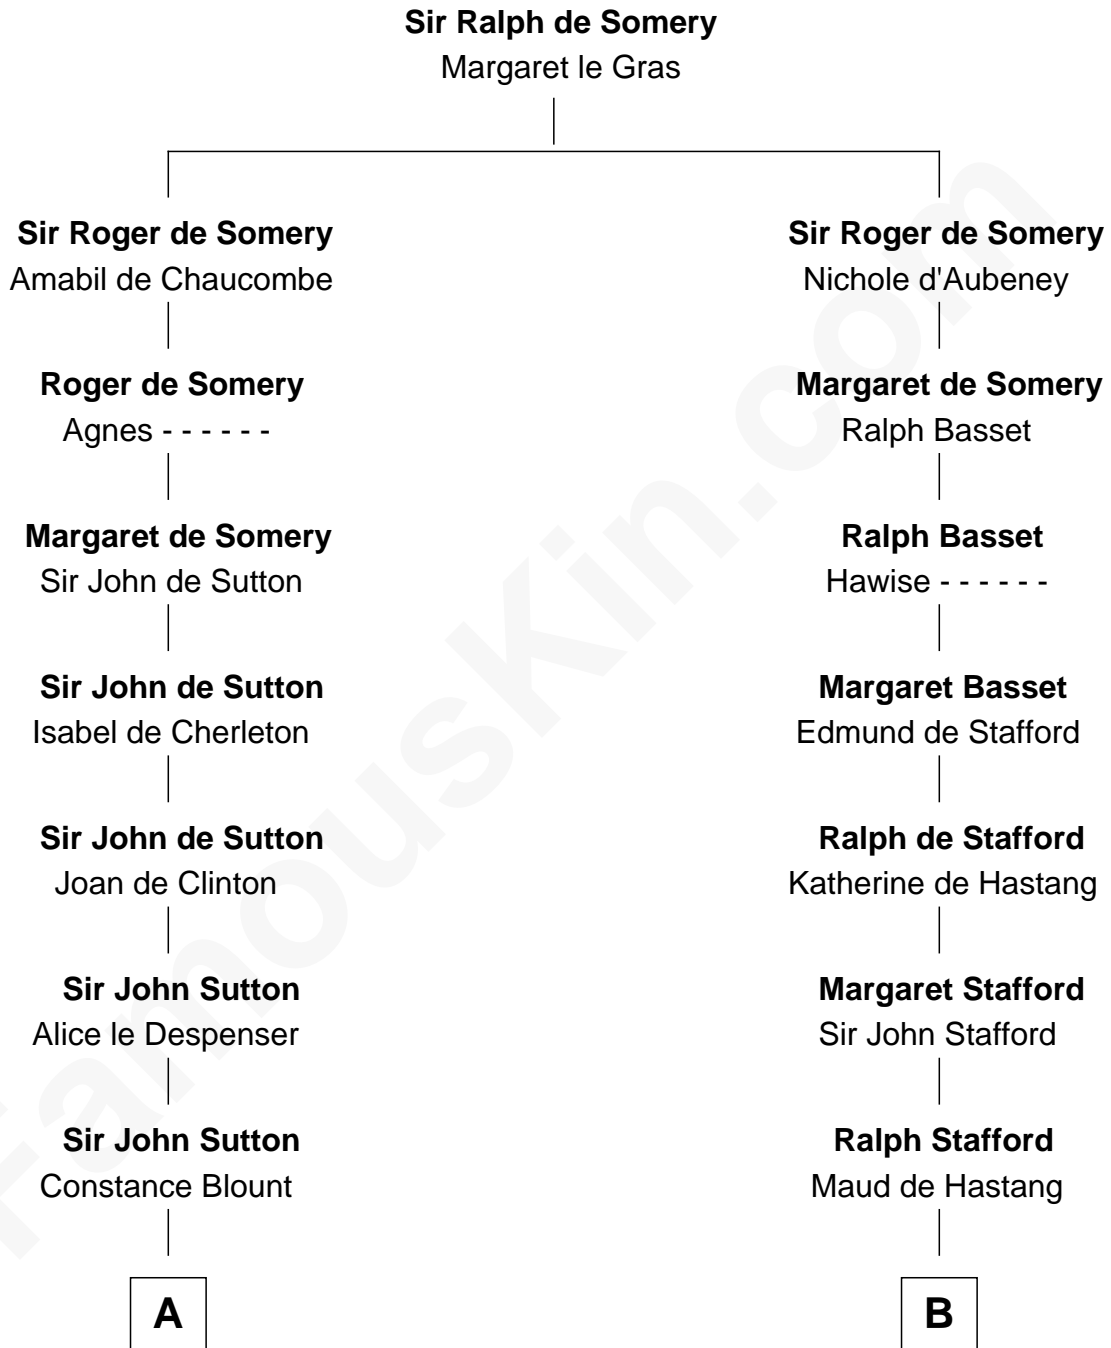 Sir Ralph de Somery
Margaret le Gras
Sir Roger de Somery
Amabil de Chaucombe
Roger de Somery
Agnes - - - - - -
Margaret de Somery
Sir John de Sutton
Sir John de Sutton
Isabel de Cherleton
Sir John de Sutton
Joan de Clinton
Sir John Sutton
Alice le Despenser
Sir John Sutton
Constance Blount
A
Sir Roger de Somery
Nichole d'Aubeney
Margaret de Somery
Ralph Basset
Ralph Basset
Hawise - - - - - -
Margaret Basset
Edmund de Stafford
Ralph de Stafford
Katherine de Hastang
Margaret Stafford
Sir John Stafford
Ralph Stafford
Maud de Hastang
B
FamousKin.com